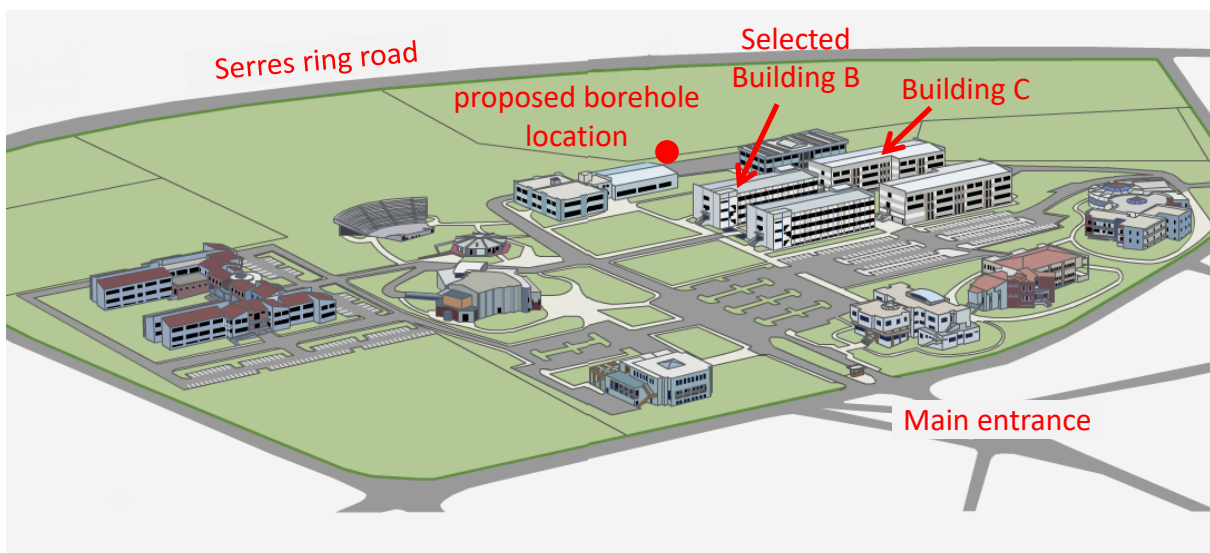 Serres ring road
Selected
Building B
Building C
proposed borehole
location
Main entrance